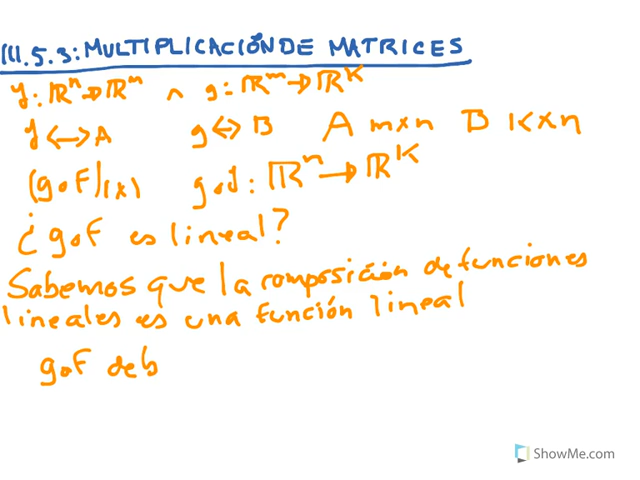 III.5.3: MULTIPLICACIÓN DE MATRICES
f: ℝⁿ→ℝᵐ ∧ g: ℝᵐ→ℝᴷ
f ↔ A g ↔ B A m×n B K×n
(g∘F)(x) g∘f: ℝⁿ→ℝᴷ
¿ g∘F es lineal?
Sabemos que la composición de funciones
lineales es una función lineal
g∘F deb
ShowMe.com